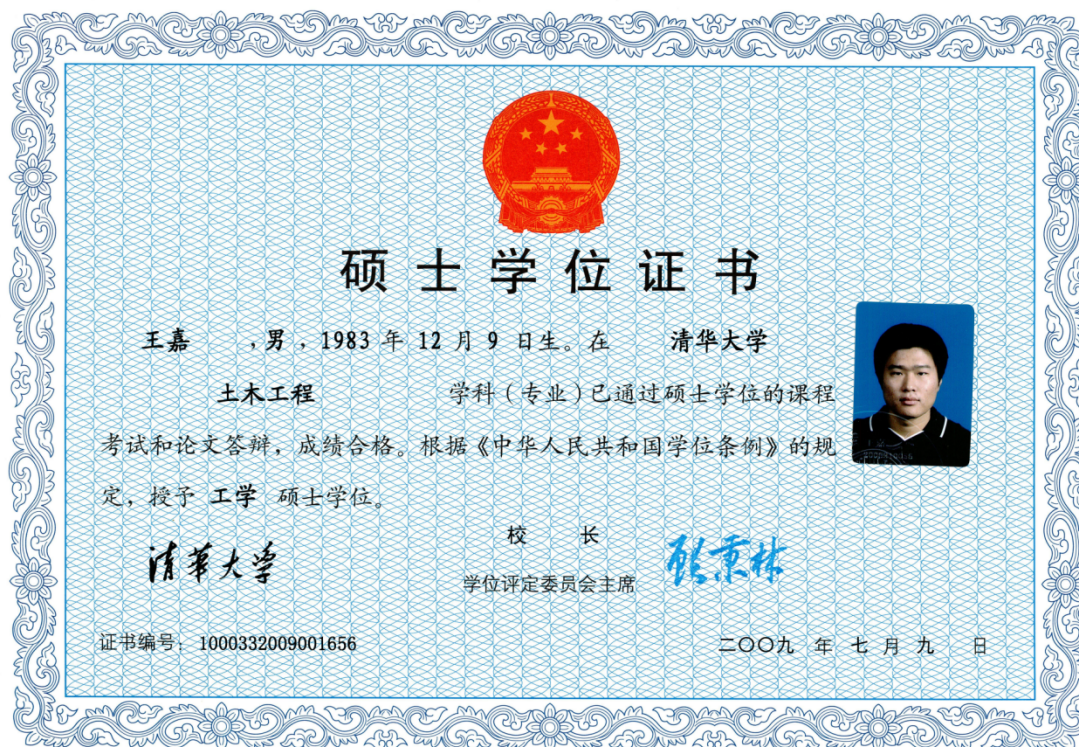 硕士学位证书
王嘉 ,男,1983 年 12 月 9 日生。在 清华大学
土木工程 学科(专业)已通过硕士学位的课程
考试和论文答辩,成绩合格。根据《中华人民共和国学位条例》的规
定,授予 工学 硕士学位。
清華大学
校 长
学位评定委员会主席
顾秉林
证书编号:1000332009001656
二〇〇九 年 七 月 九 日